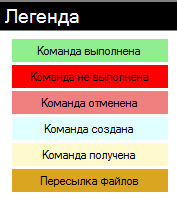 Легенда
Команда выполнена
Команда не выполнена
Команда отменена
Команда создана
Команда получена
Пересылка файлов